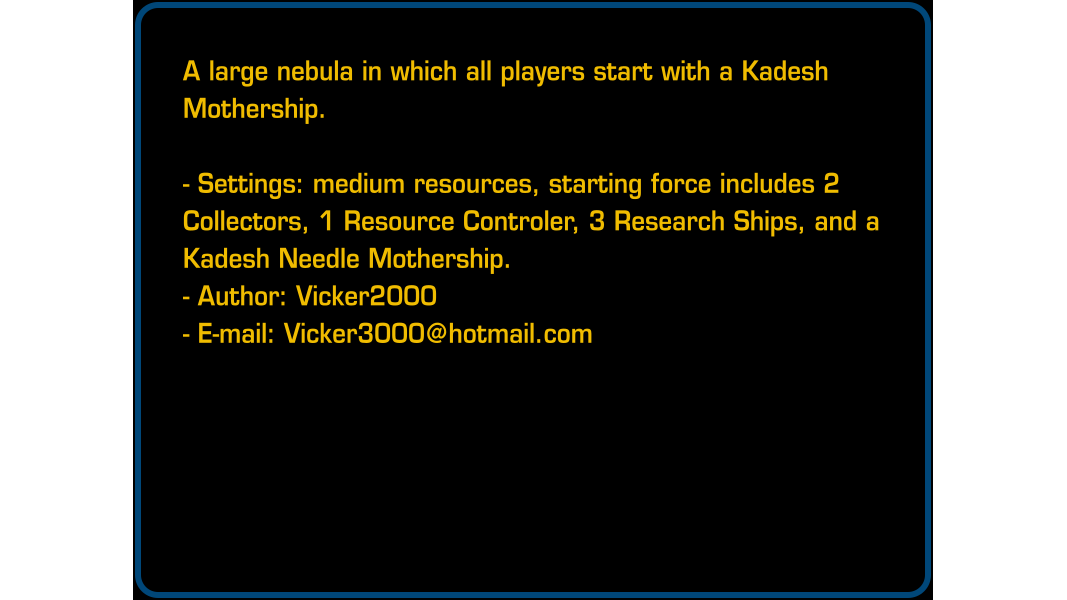 A large nebula in which all players start with a Kadesh
Mothership.
- Settings: medium resources, starting force includes 2
Collectors, 1 Resource Controler, 3 Research Ships, and a
Kadesh Needle Mothership.
- Author: Vicker2000
- E-mail: Vicker3000@hotmail.com